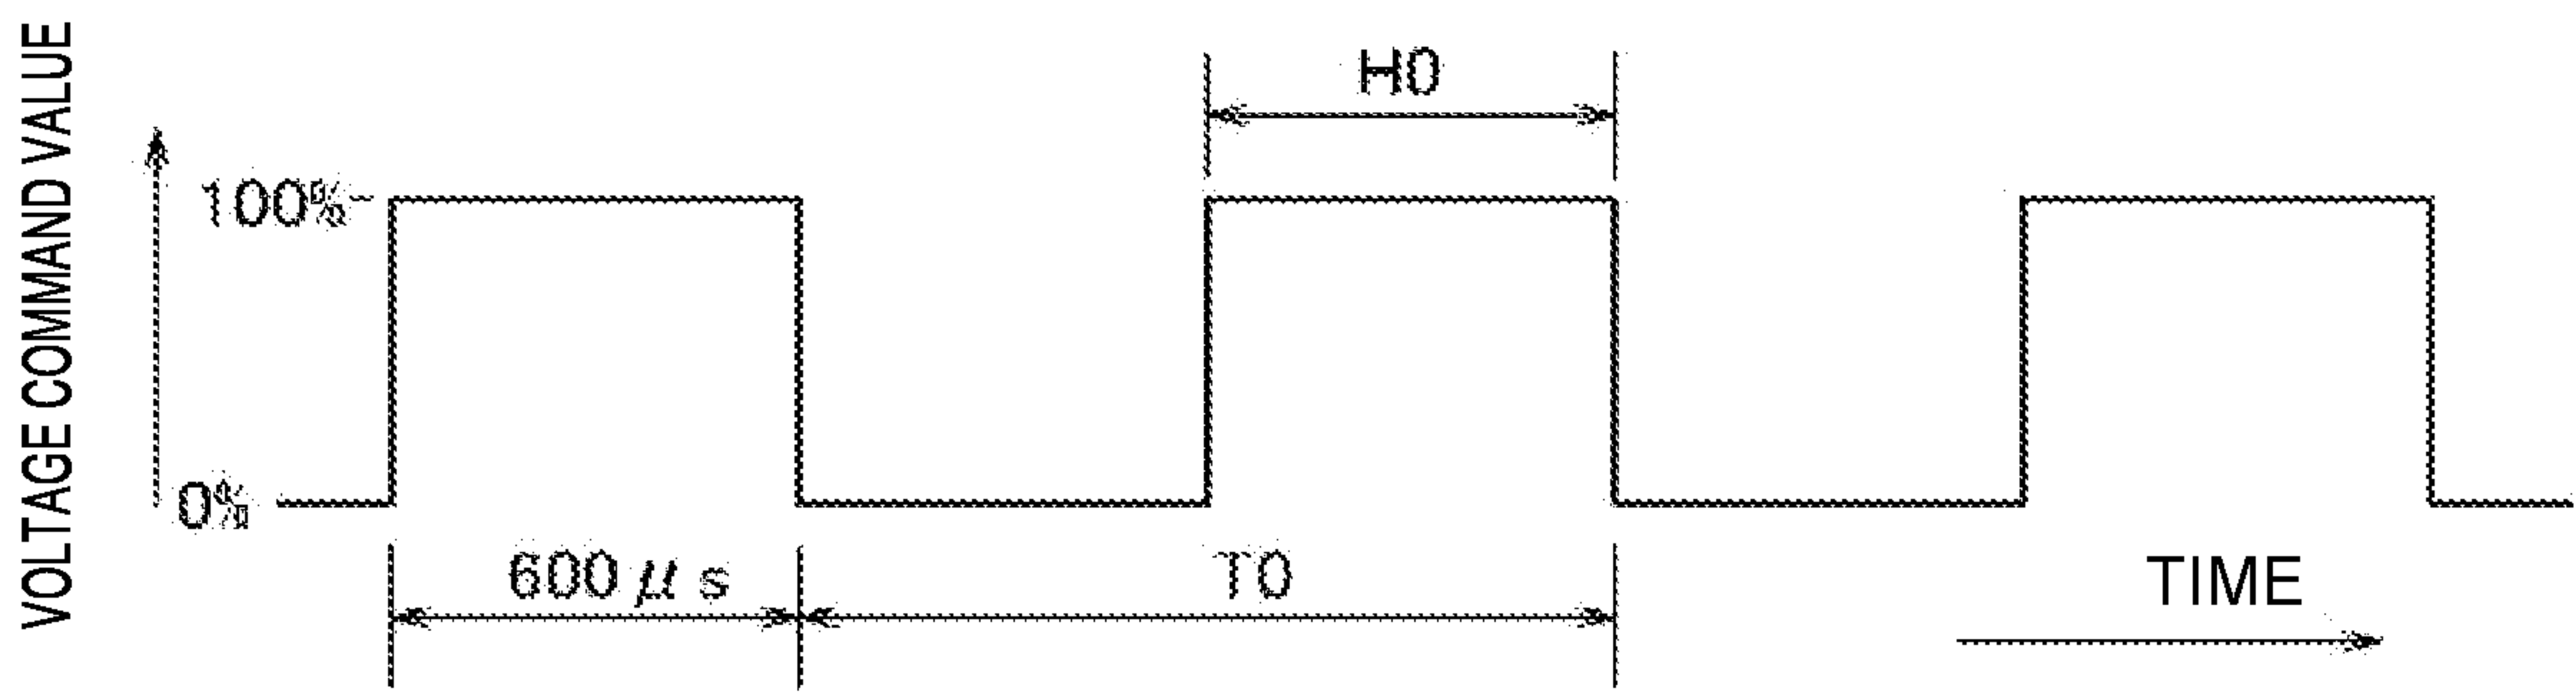 VOLTAGE COMMAND VALUE
H0
100%
0%
600 μ s
T0
TIME